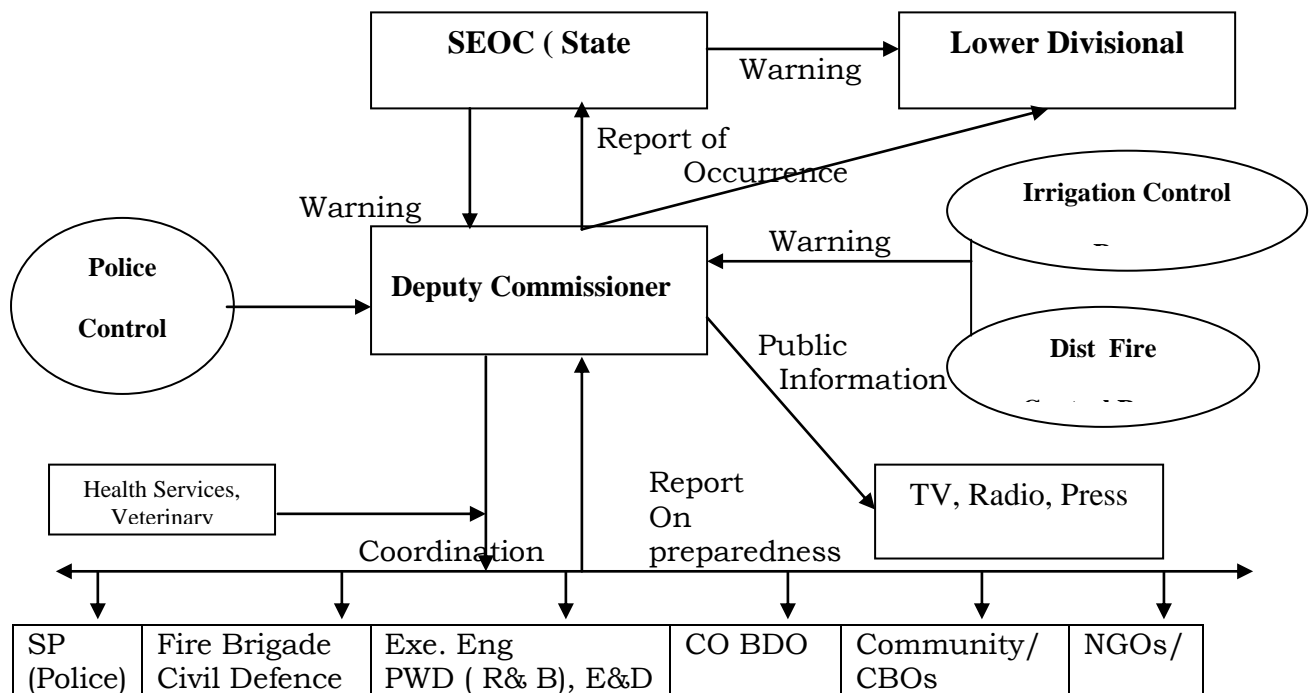 SEOC ( State
Lower Divisional
Warning
Report of
Occurrence
Irrigation Control
Warning
Police
Control
Warning
Deputy Commissioner
Dist Fire
Public
Information
Health Services,
Veterinary
Report
On
preparedness
TV, Radio, Press
Coordination
SP
(Police)
Fire Brigade
Civil Defence
Exe. Eng
PWD ( R& B), E&D
CO BDO
Community/
CBOs
NGOs/